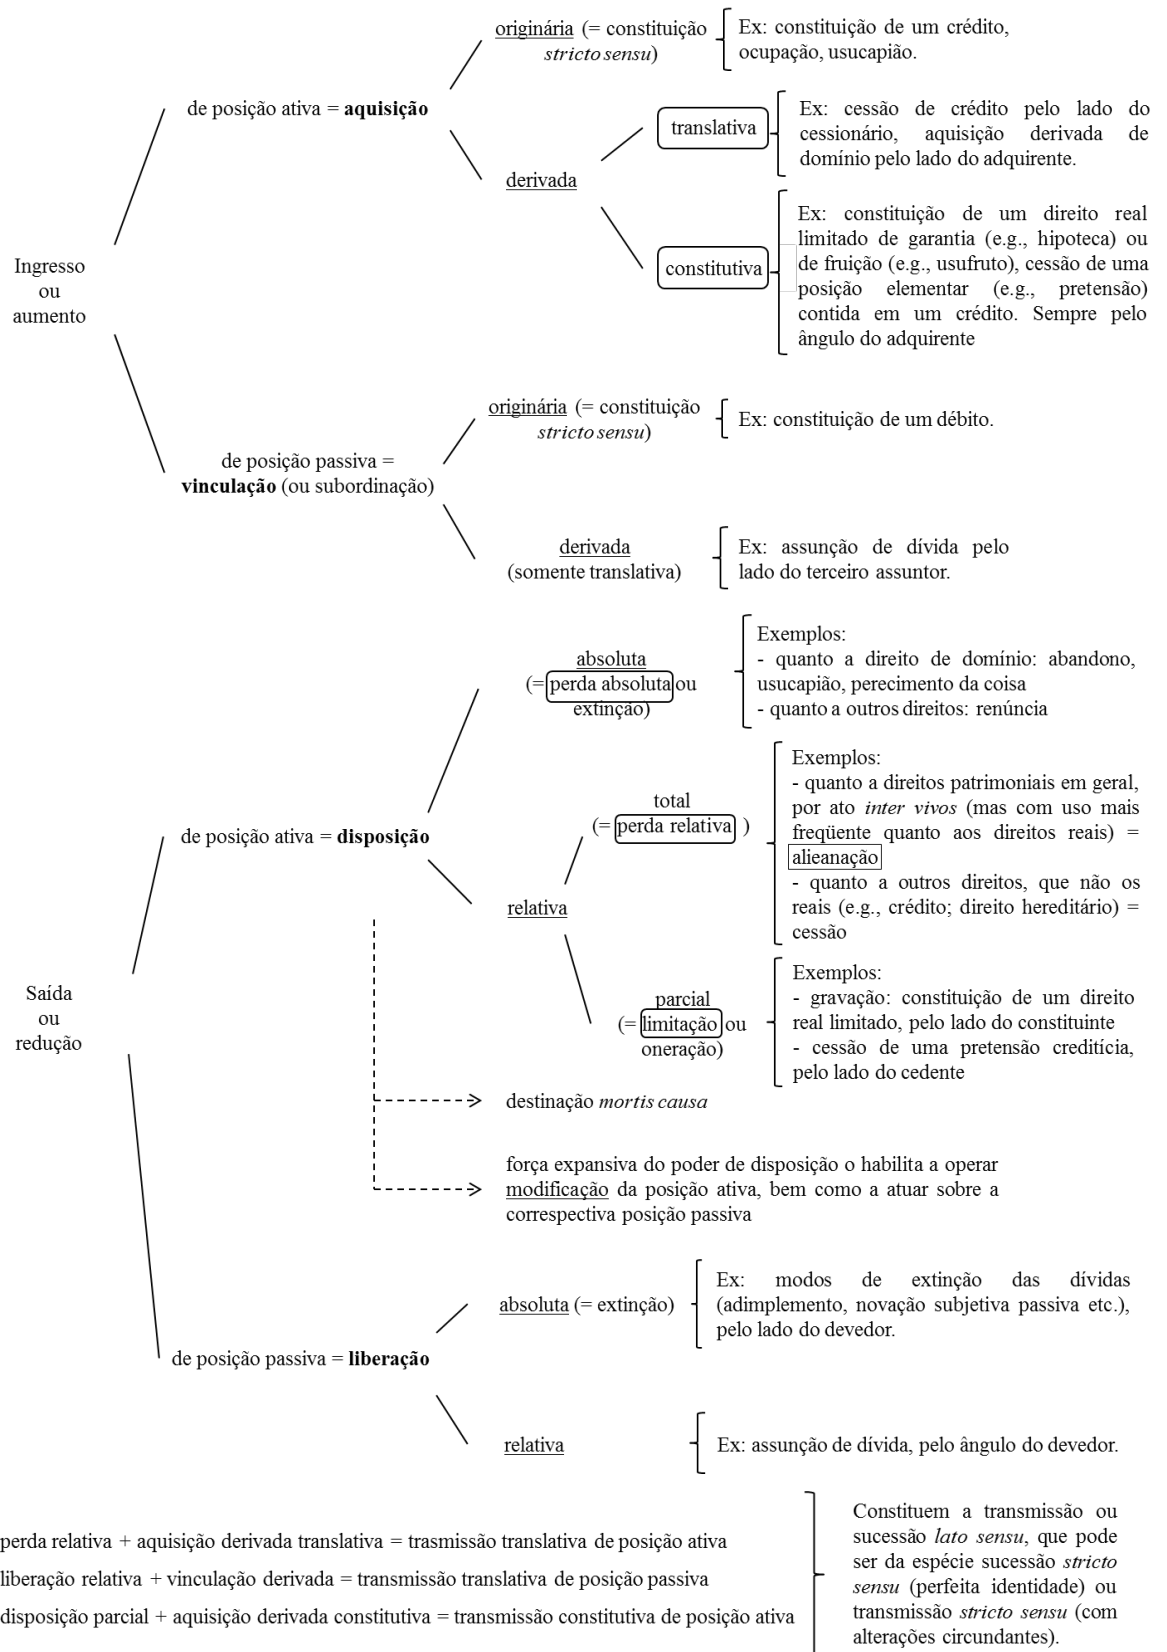 originária (= constituição
stricto sensu)
Ex: constituição de um crédito,
ocupação, usucapião.
de posição ativa = aquisição
translativa
Ex: cessão de crédito pelo lado do
cessionário, aquisição derivada de
domínio pelo lado do adquirente.
derivada
constitutiva
Ex: constituição de um direito real
limitado de garantia (e.g., hipoteca) ou
de fruição (e.g., usufruto), cessão de uma
posição elementar (e.g., pretensão)
contida em um crédito. Sempre pelo
ângulo do adquirente
Ingresso
ou
aumento
originária (= constituição
stricto sensu)
Ex: constituição de um débito.
de posição passiva =
vinculação (ou subordinação)
derivada
(somente translativa)
Ex: assunção de dívida pelo
lado do terceiro assuntor.
absoluta
(= perda absoluta ou
extinção)
Exemplos:
- quanto a direito de domínio: abandono,
usucapião, perecimento da coisa
- quanto a outros direitos: renúncia
de posição ativa = disposição
total
(= perda relativa )
Exemplos:
- quanto a direitos patrimoniais em geral,
por ato inter vivos (mas com uso mais
freqüente quanto aos direitos reais) =
alieanação
- quanto a outros direitos, que não os
reais (e.g., crédito; direito hereditário) =
cessão
relativa
parcial
(= limitação ou
oneração)
Exemplos:
- gravação: constituição de um direito
real limitado, pelo lado do constituinte
- cessão de uma pretensão creditícia,
pelo lado do cedente
Saída
ou
redução
destinação mortis causa
força expansiva do poder de disposição o habilita a operar
modificação da posição ativa, bem como a atuar sobre a
correspectiva posição passiva
absoluta (= extinção)
Ex: modos de extinção das dívidas
(adimplemento, novação subjetiva passiva etc.),
pelo lado do devedor.
de posição passiva = liberação
relativa
Ex: assunção de dívida, pelo ângulo do devedor.
perda relativa + aquisição derivada translativa = trasmissão translativa de posição ativa
liberação relativa + vinculação derivada = transmissão translativa de posição passiva
disposição parcial + aquisição derivada constitutiva = transmissão constitutiva de posição ativa
Constituem a transmissão ou
sucessão lato sensu, que pode
ser da espécie sucessão stricto
sensu (perfeita identidade) ou
transmissão stricto sensu (com
alterações circundantes).